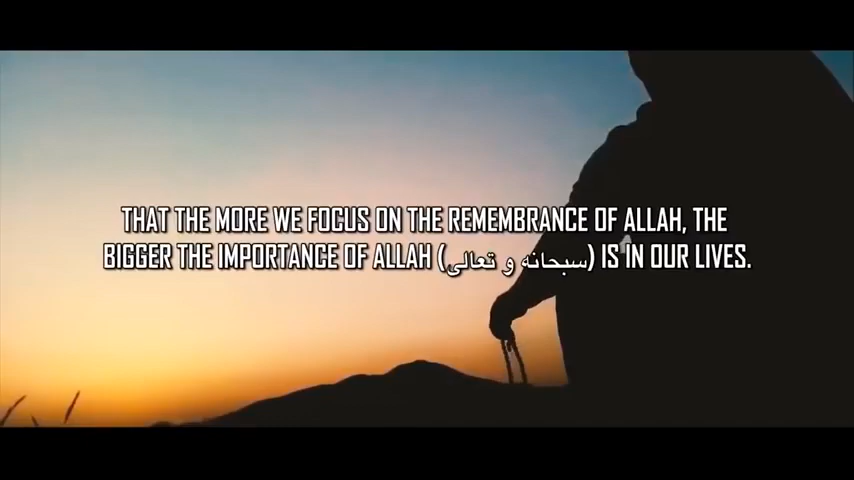 THAT THE MORE WE FOCUS ON THE REMEMBRANCE OF ALLAH, THE
BIGGER THE IMPORTANCE OF ALLAH (سبحانه و تعالى) IS IN OUR LIVES.